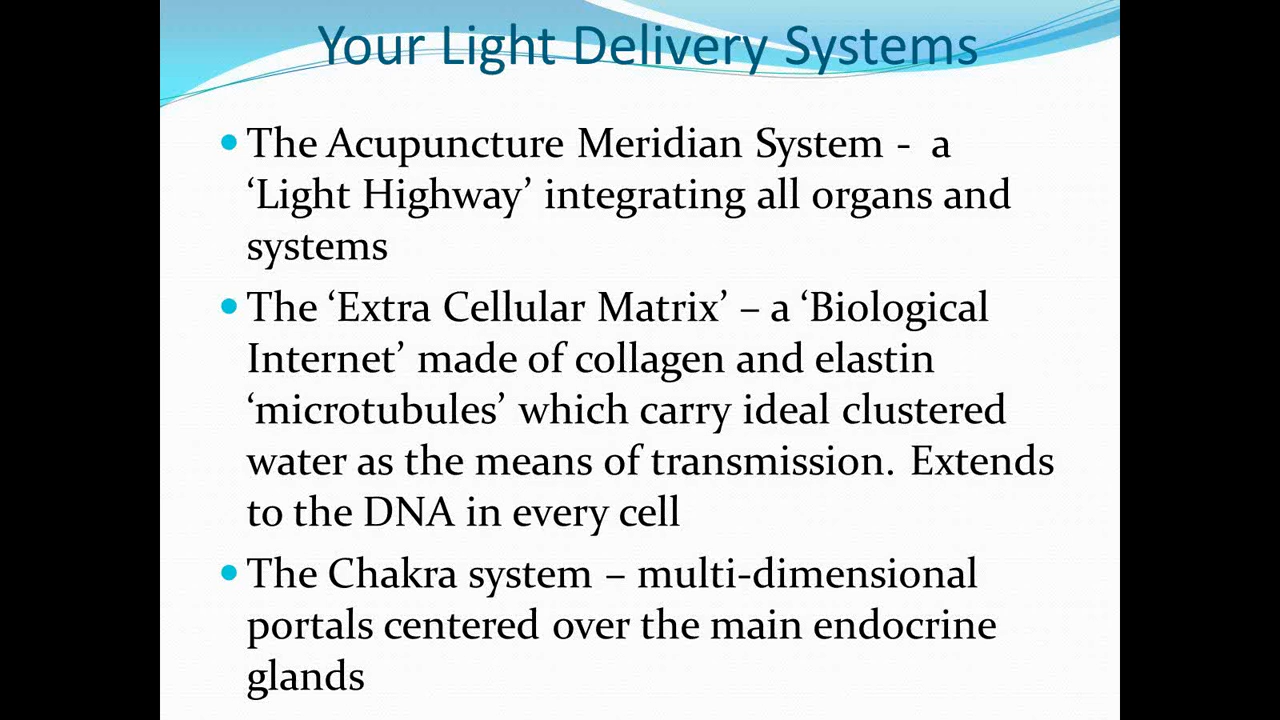 Your Light Delivery Systems
• The Acupuncture Meridian System -  a
‘Light Highway’ integrating all organs and
systems
• The ‘Extra Cellular Matrix’ – a ‘Biological
Internet’ made of collagen and elastin
‘microtubules’ which carry ideal clustered
water as the means of transmission.  Extends
to the DNA in every cell
• The Chakra system – multi-dimensional
portals centered over the main endocrine
glands